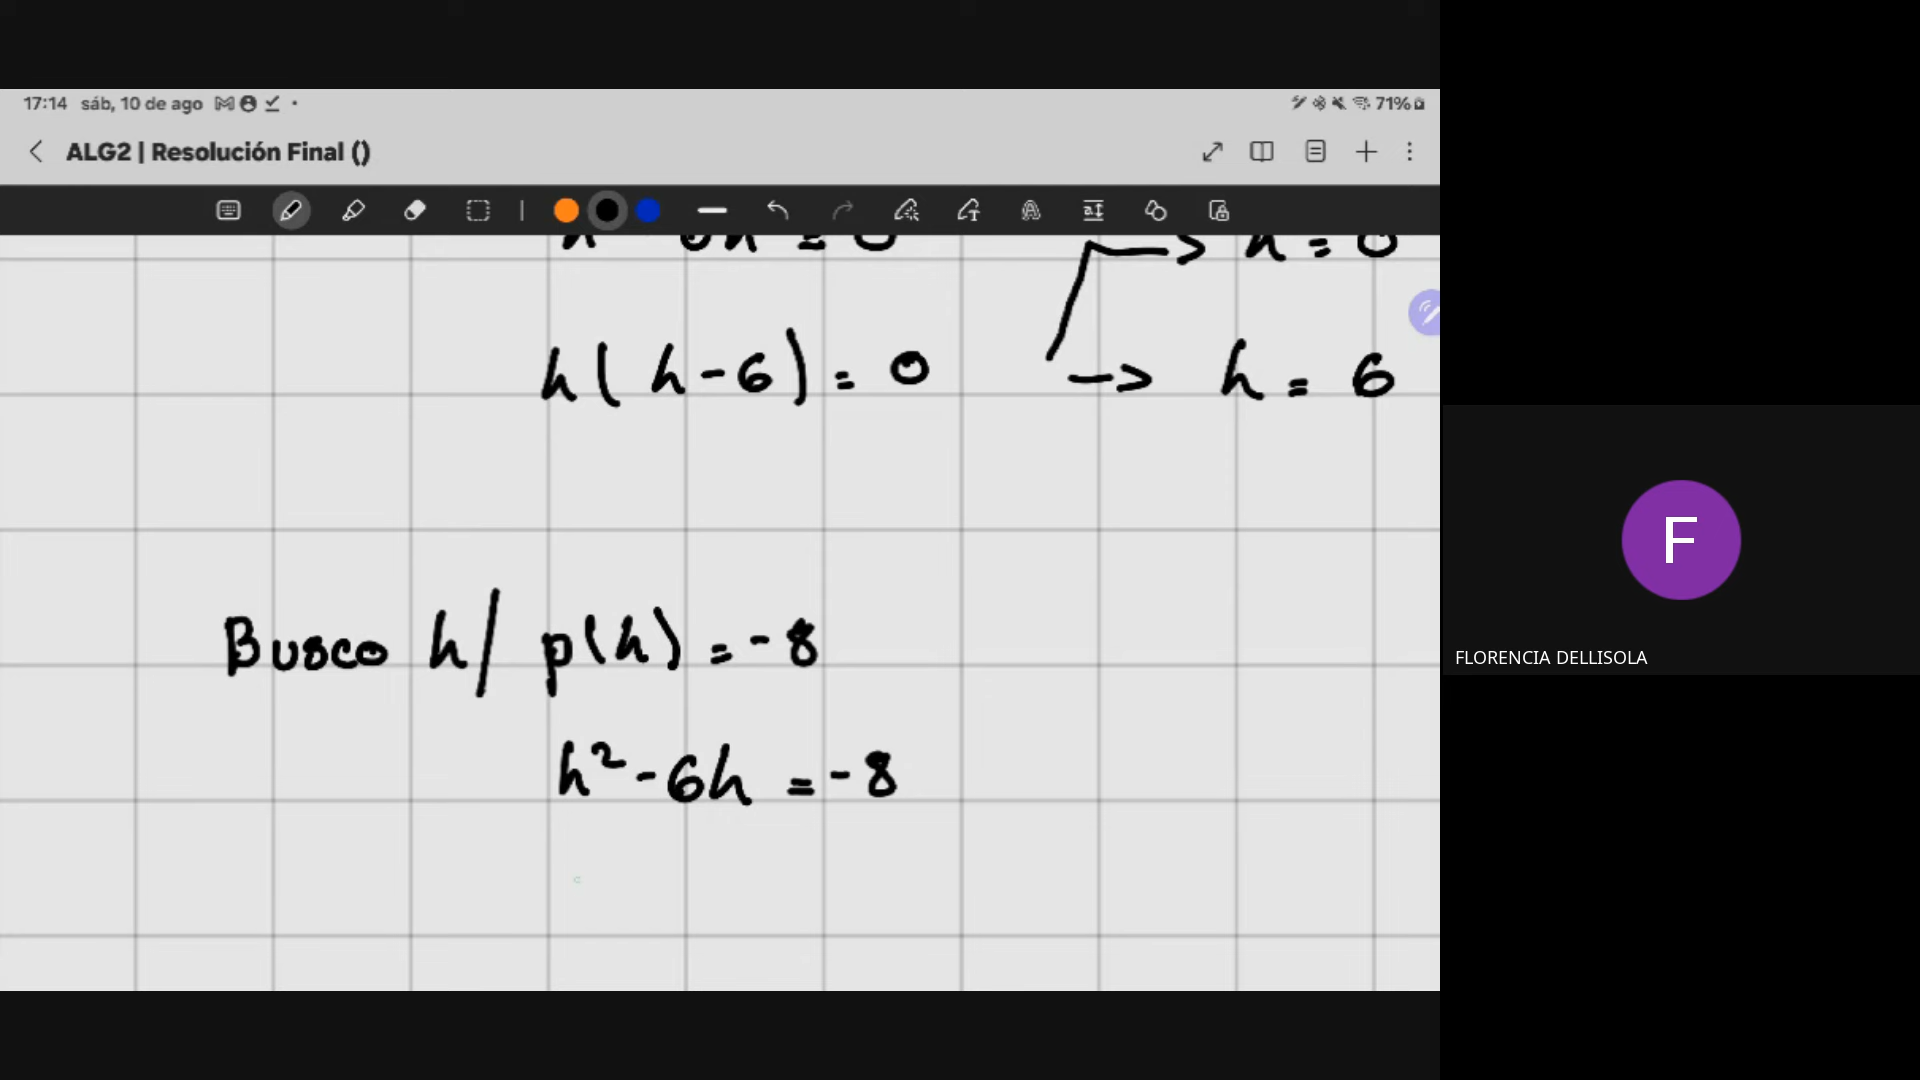 17:14 sáb, 10 de ago
71%
ALG2 | Resolución Final ()
h(h-6)=0
h=0
-> h = 6
Busco h/ p(h) = -8
h² - 6h = -8
F
FLORENCIA DELLISOLA